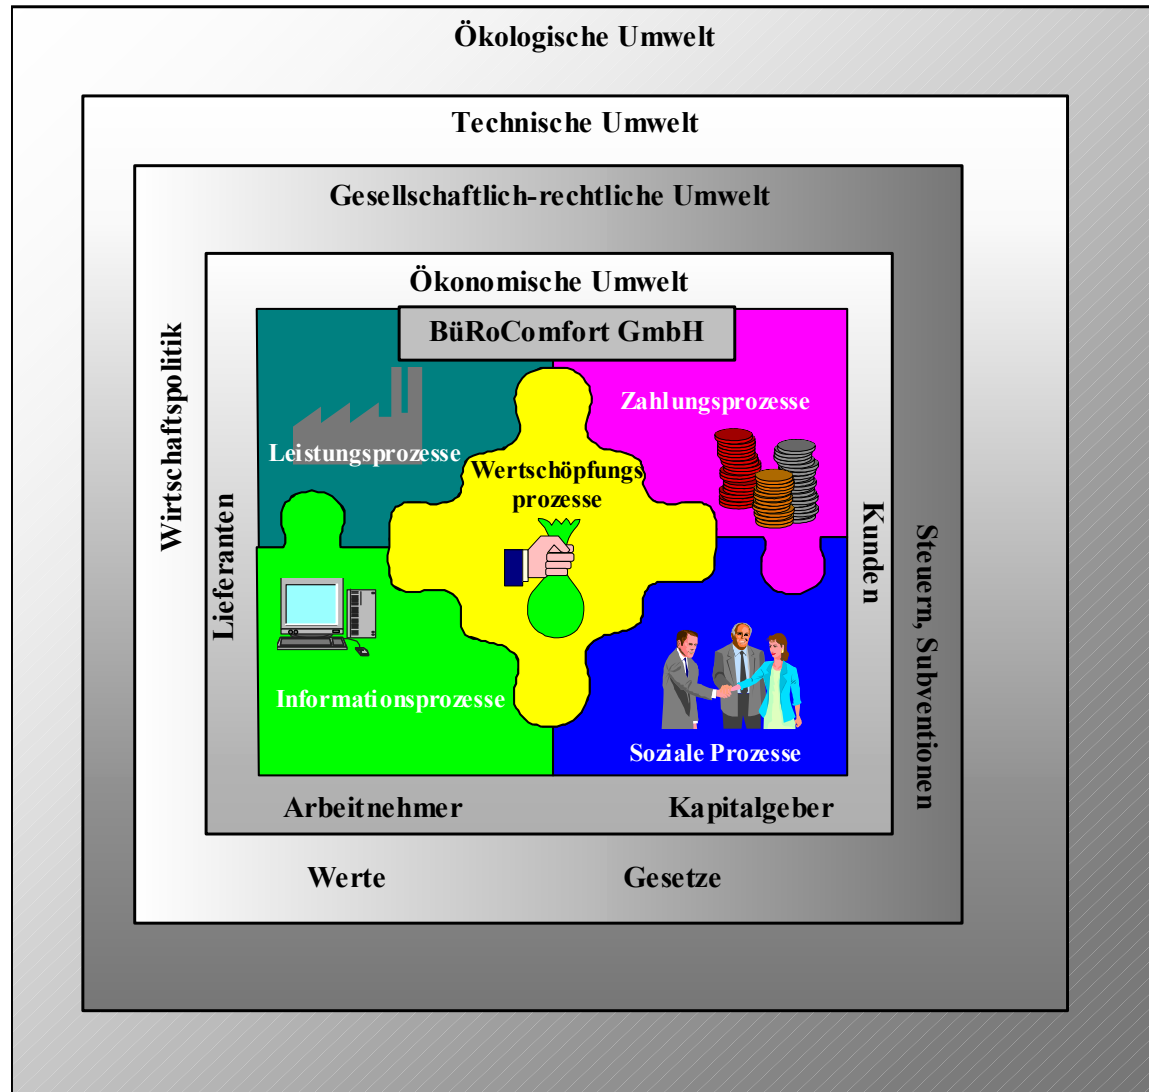 Ökologische Umwelt
Technische Umwelt
Gesellschaftlich-rechtliche Umwelt
Ökonomische Umwelt
BüRoComfort GmbH
Wirtschaftspolitik
Lieferanten
Leistungsprozesse
Zahlungsprozesse
Wertschöpfungs
prozesse
Informationsprozesse
Soziale Prozesse
Kunden
Steuern, Subventionen
Arbeitnehmer
Kapitalgeber
Werte
Gesetze